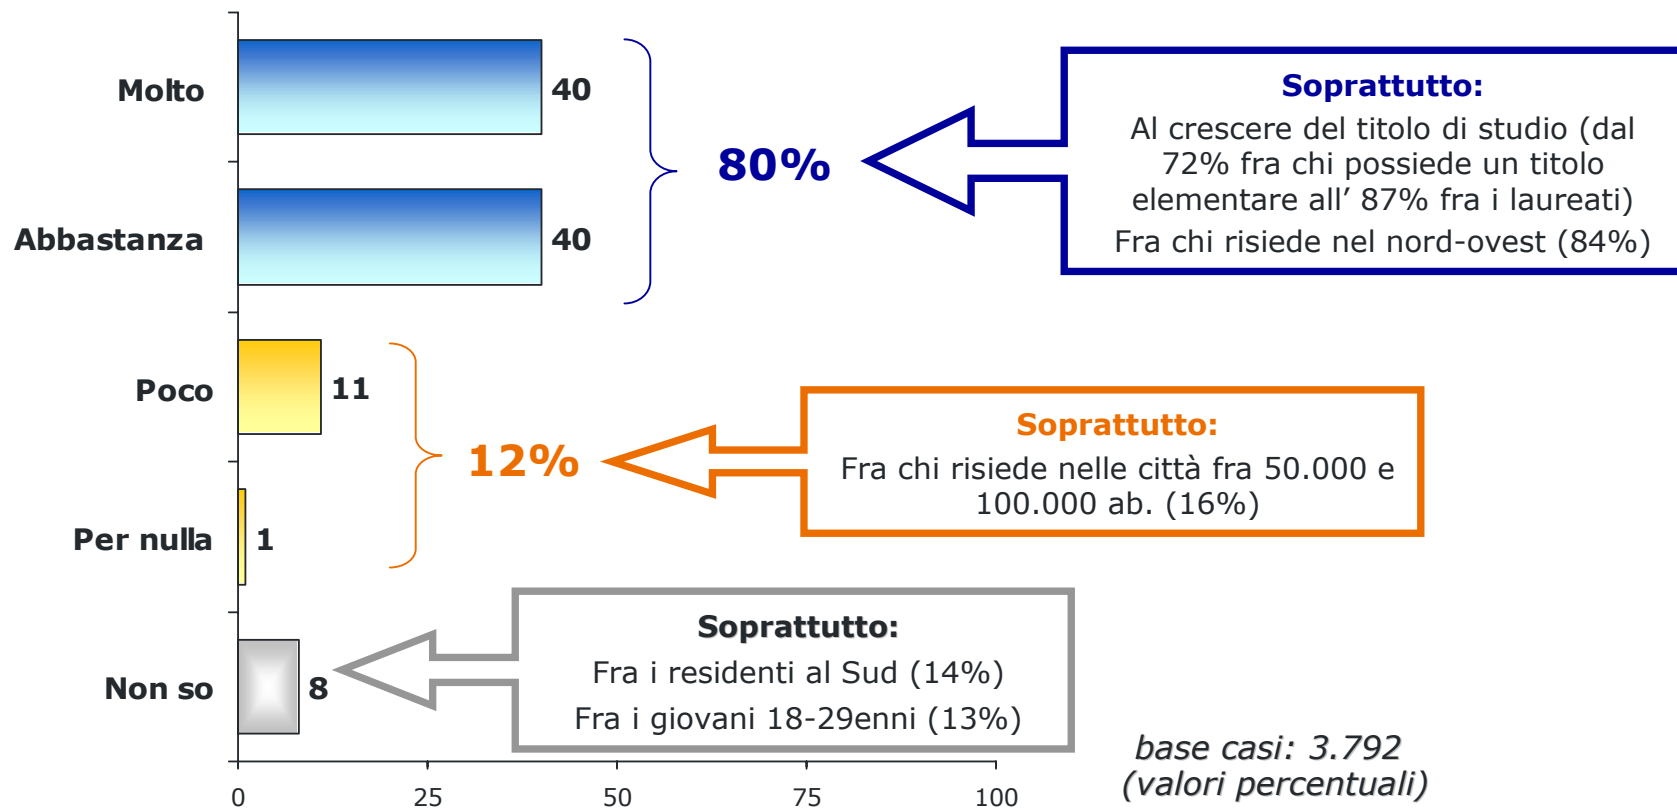 Molto
40
Abbastanza
40
80%
Soprattutto:
Al crescere del titolo di studio (dal
72% fra chi possiede un titolo
elementare all’ 87% fra i laureati)
Fra chi risiede nel nord-ovest (84%)
Poco
11
Per nulla
1
12%
Soprattutto:
Fra chi risiede nelle città fra 50.000 e
100.000 ab. (16%)
Non so
8
Soprattutto:
Fra i residenti al Sud (14%)
Fra i giovani 18-29enni (13%)
base casi: 3.792
(valori percentuali)
0
25
50
75
100